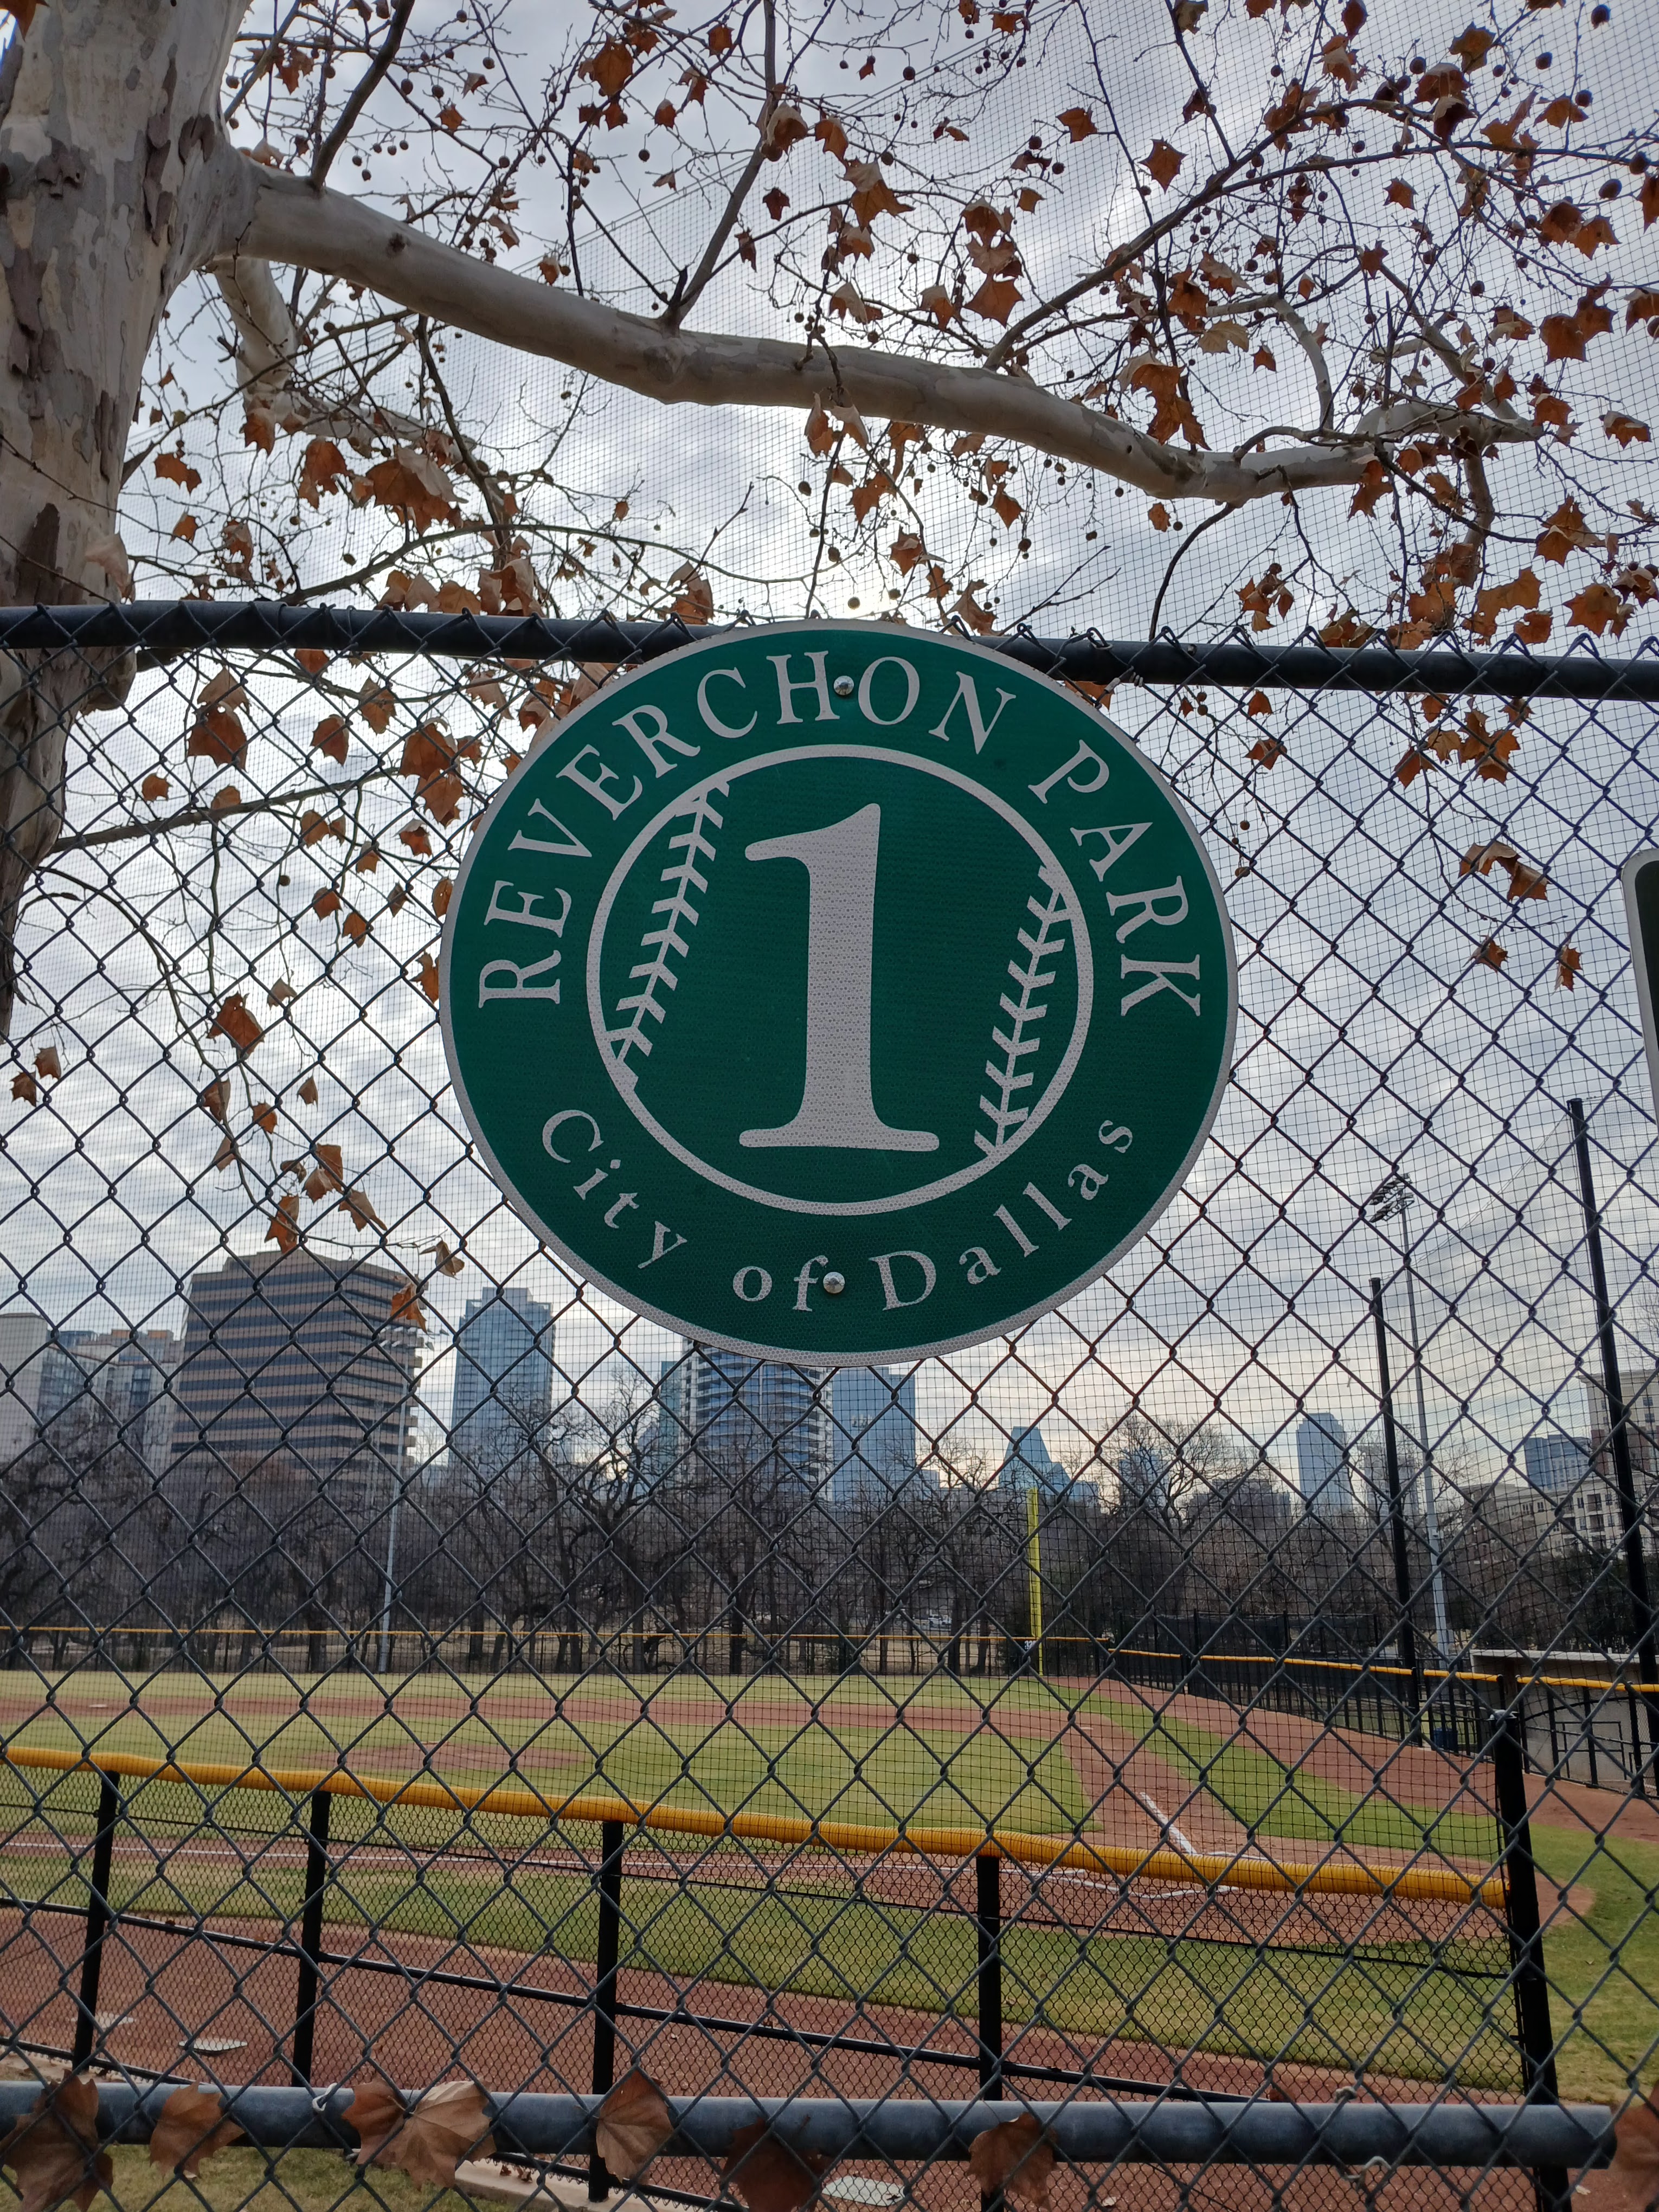 REVERCHON PARK
1
City of Dallas